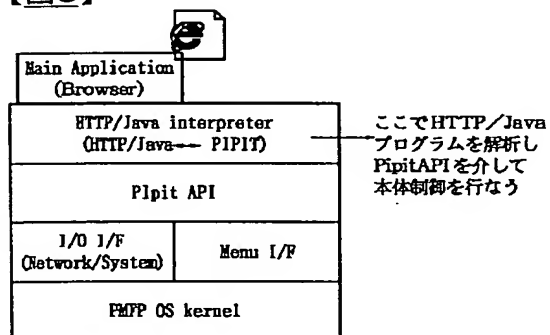 Main Application
(Browser)
HTTP/Java interpreter
(HTTP/Java← PIPIT)
PIpit API
I/O I/F
(Network/System)
Menu I/F
PMFP OS kernel
ここでHTTP/Java
プログラムを解析し
PipitAPIを介して
本体制御を行なう